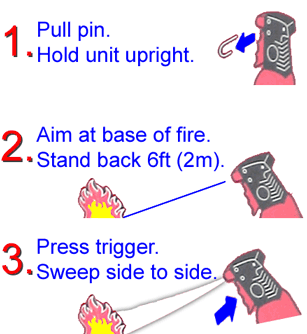 1. Pull pin.
Hold unit upright.
2. Aim at base of fire.
Stand back 6ft (2m).
3. Press trigger.
Sweep side to side.